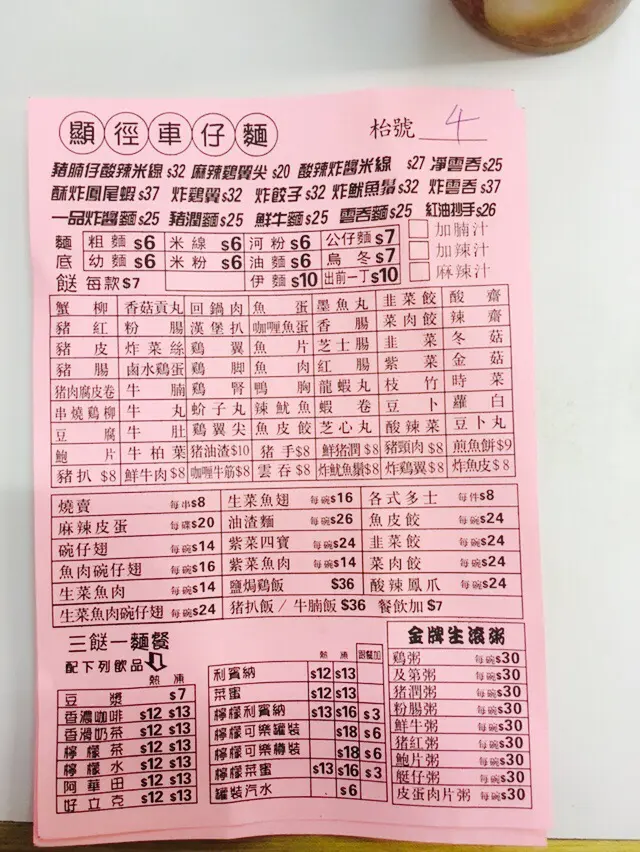 顯徑車仔麵 枱號 4
豬腩仔酸辣米線 $32 麻辣鷄翼尖 $20 酸辣炸醬米線 $27 凈雲吞 $25
酥炸鳳尾蝦 $37 炸鷄翼 $32 炸餃子 $32 炸魷魚鬚 $32 炸雲吞 $37
一品炸醬麵 $25 豬潤麵 $25 鮮牛麵 $25 雲吞麵 $25 紅油抄手 $26
麵底 粗麵 $6 米線 $6 河粉 $6 公仔麵 $7 加腩汁
幼麵 $6 米粉 $6 油麵 $6 烏冬 $7 加辣汁
餸 每款 $7 伊麵 $10 出前一丁 $10 麻辣汁
蟹柳 香菇貢丸 回鍋肉 魚蛋 墨魚丸 韭菜餃 酸齋
豬紅 粉腸 漢堡扒 咖喱魚蛋 香腸 菜肉餃 辣齋
豬皮 炸菜絲 鷄翼 魚片 芝士腸 韭菜 冬菇
豬腸 鹵水鷄蛋 鷄腳 魚肉 紅腸 紫菜 金菇
豬肉腐皮卷 牛腩 鷄腎 鴨胸 龍蝦丸 枝竹 時菜
串燒鷄柳 牛丸 蚧子丸 辣魷魚 蝦卷 豆卜 蘿白
豆腐 牛肚 鷄翼尖 魚皮餃 芝心丸 酸辣菜 豆卜丸
鮑片 牛柏葉 豬油渣 $10 豬手 $8 鮮豬潤 $8 豬頸肉 $8 煎魚餅 $9
豬扒 $8 鮮牛肉 $8 咖喱牛筋 $8 雲吞 $8 炸魷魚鬚 $8 炸鷄翼 $8 炸魚皮 $8
燒賣 每串 $8 生菜魚翅 每碗 $16 各式多士 每件 $8
麻辣皮蛋 每碟 $20 油渣麵 每碗 $26 魚皮餃 每碗 $24
碗仔翅 每碗 $14 紫菜四寶 每碗 $24 韭菜餃 每碗 $24
魚肉碗仔翅 每碗 $16 紫菜魚肉 每碗 $14 菜肉餃 每碗 $24
生菜魚肉 每碗 $14 鹽焗鷄飯 $36 酸辣鳳爪 每碗 $24
生菜魚肉碗仔翅 每碗 $24 豬扒飯/牛腩飯 $36 餐飲加 $7
三餸一麵餐
配下列飲品
熱 凍
豆漿 $7
香濃咖啡 $12 $13
香滑奶茶 $12 $13
檸檬茶 $12 $13
檸檬水 $12 $13
阿華田 $12 $13
好立克 $12 $13
熱 凍 跟餐加
利賓納 $12 $13
菜蜜 $12 $13
檸檬利賓納 $13 $16 $3
檸檬可樂罐裝 $18 $6
檸檬可樂樽裝 $18 $6
檸檬菜蜜 $13 $16 $3
罐裝汽水 $6
金牌生滾粥
鷄粥 每碗 $30
及第粥 每碗 $30
豬潤粥 每碗 $30
粉腸粥 每碗 $30
鮮牛粥 每碗 $30
豬紅粥 每碗 $30
鮑片粥 每碗 $30
艇仔粥 每碗 $30
皮蛋肉片粥 每碗 $30